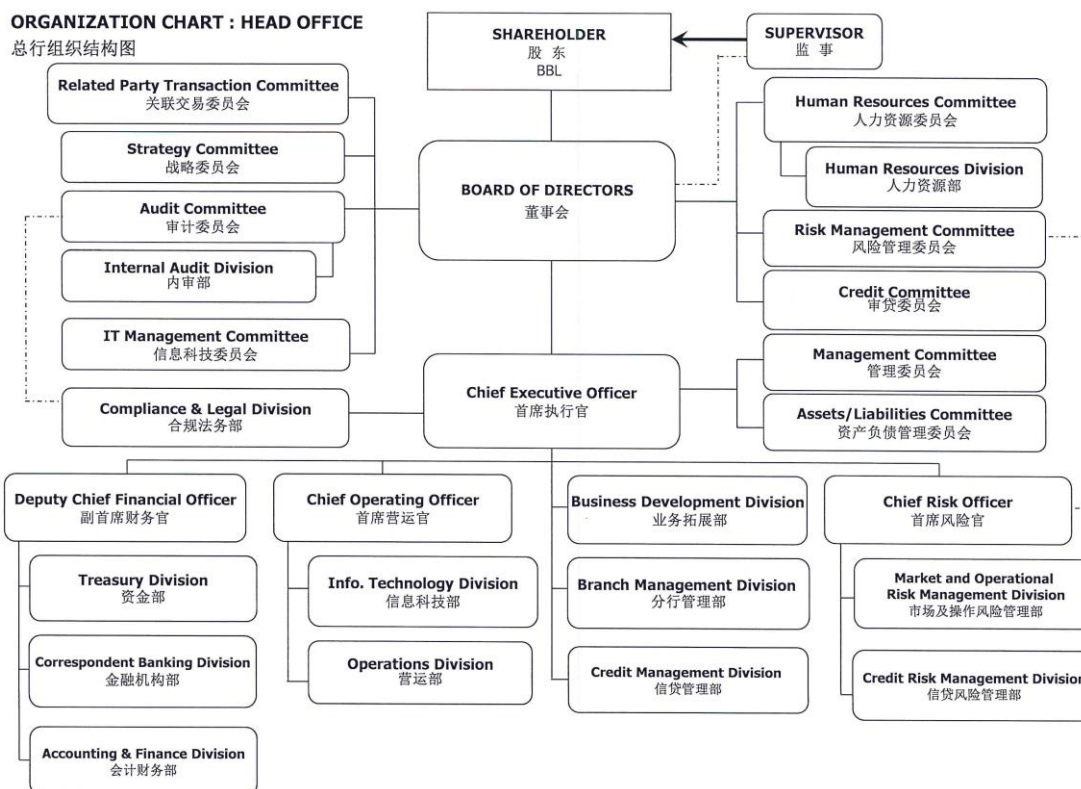 ORGANIZATION CHART : HEAD OFFICE
总行组织结构图
SHAREHOLDER
股 东
BBL
SUPERVISOR
监 事
Related Party Transaction Committee
关联交易委员会
Strategy Committee
战略委员会
Audit Committee
审计委员会
Internal Audit Division
内审部
IT Management Committee
信息科技委员会
Compliance & Legal Division
合规法务部
BOARD OF DIRECTORS
董事会
Chief Executive Officer
首席执行官
Human Resources Committee
人力资源委员会
Human Resources Division
人力资源部
Risk Management Committee
风险管理委员会
Credit Committee
审贷委员会
Management Committee
管理委员会
Assets/Liabilities Committee
资产负债管理委员会
Deputy Chief Financial Officer
副首席财务官
Treasury Division
资金部
Correspondent Banking Division
金融机构部
Accounting & Finance Division
会计财务部
Chief Operating Officer
首席营运官
Info. Technology Division
信息科技部
Operations Division
营运部
Business Development Division
业务拓展部
Branch Management Division
分行管理部
Credit Management Division
信贷管理部
Chief Risk Officer
首席风险官
Market and Operational
Risk Management Division
市场及操作风险管理部
Credit Risk Management Division
信贷风险管理部